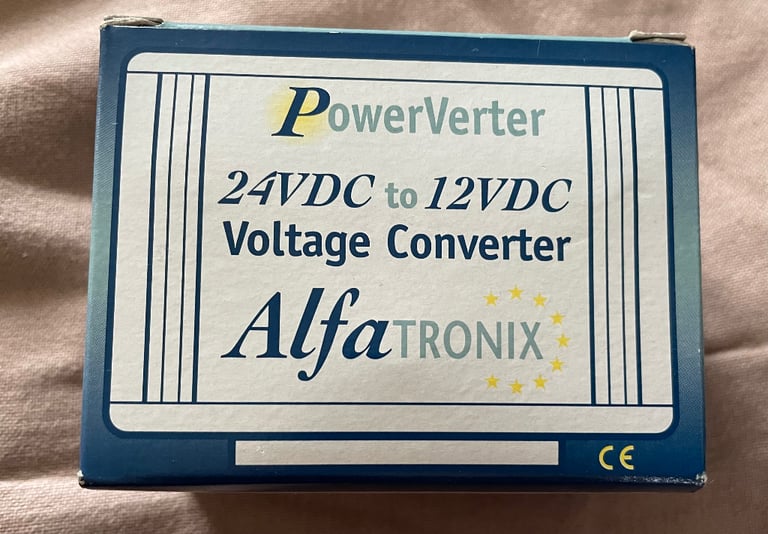 PowerVerter
24VDC to 12VDC
Voltage Converter
AlfaTRONIX
CE